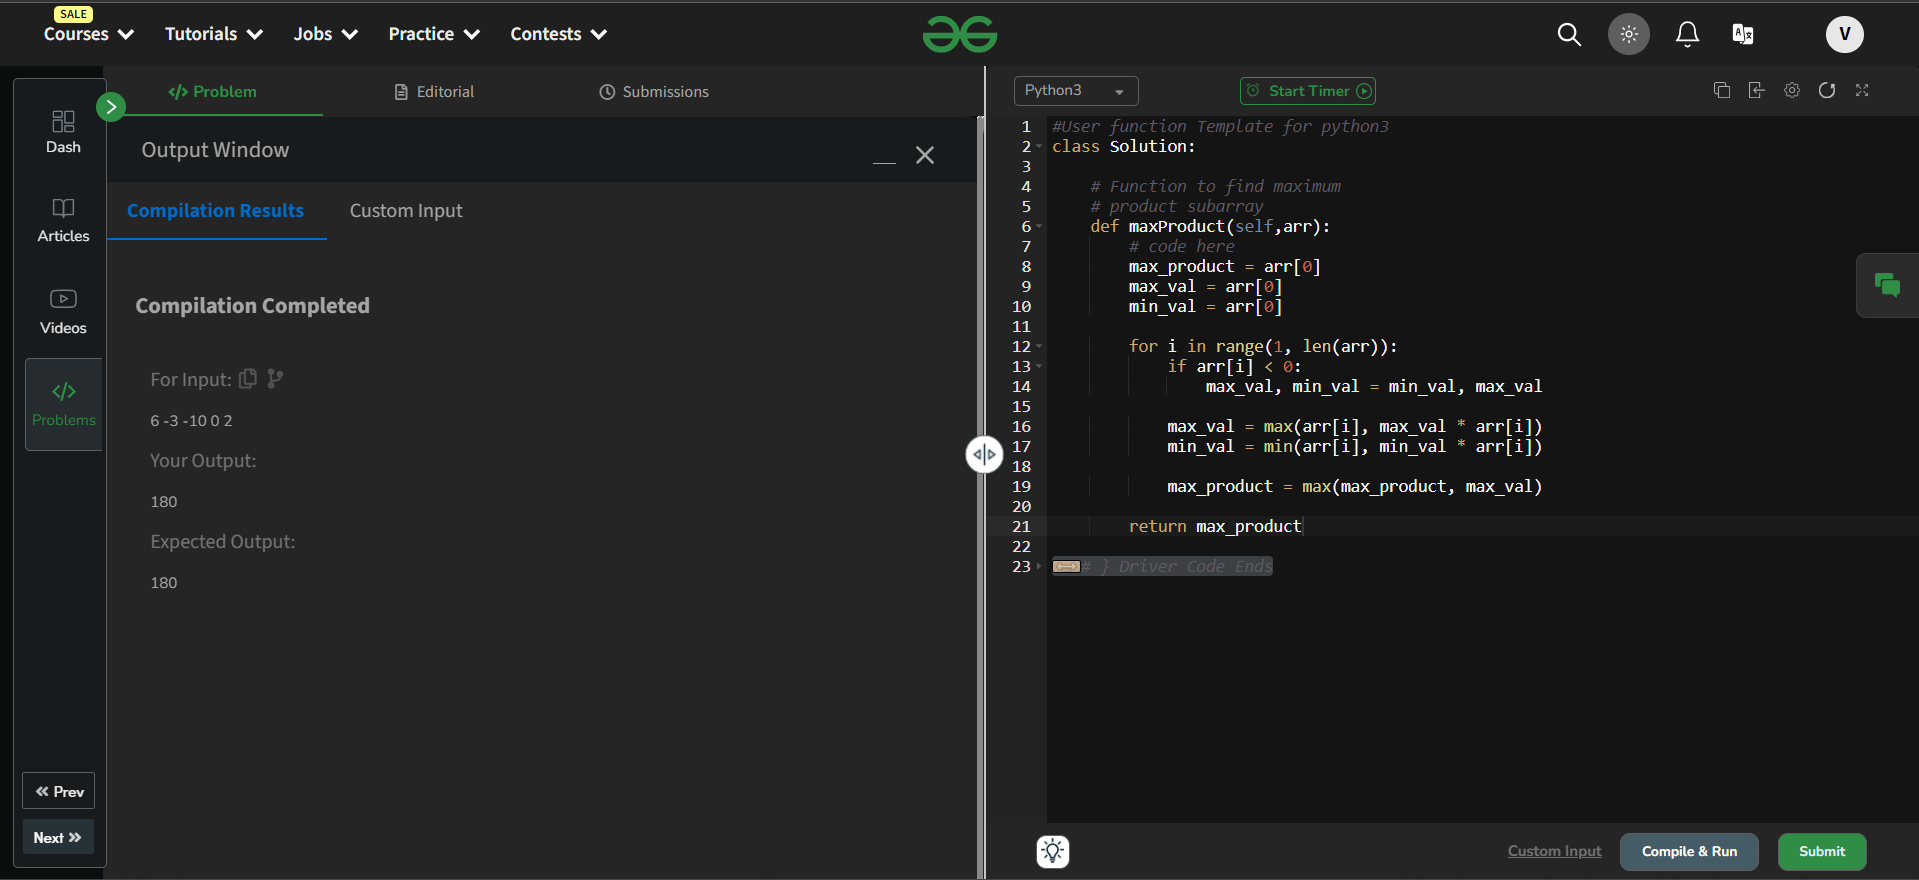 SALE
Courses Tutorials Jobs Practice Contests
V
Problem Editorial Submissions
Python3 Start Timer
Dash
Articles
Videos
Problems
Prev
Next
Output Window
Compilation Results Custom Input
Compilation Completed
For Input:
6 -3 -10 0 2
Your Output:
180
Expected Output:
180
1 #User function Template for python3
2 class Solution:
3
4 # Function to find maximum
5 # product subarray
6 def maxProduct(self,arr):
7 # code here
8 max_product = arr[0]
9 max_val = arr[0]
10 min_val = arr[0]
11
12 for i in range(1, len(arr)):
13 if arr[i] < 0:
14 max_val, min_val = min_val, max_val
15
16 max_val = max(arr[i], max_val * arr[i])
17 min_val = min(arr[i], min_val * arr[i])
18
19 max_product = max(max_product, max_val)
20
21 return max_product
22
23 # } Driver Code Ends
Custom Input Compile & Run Submit